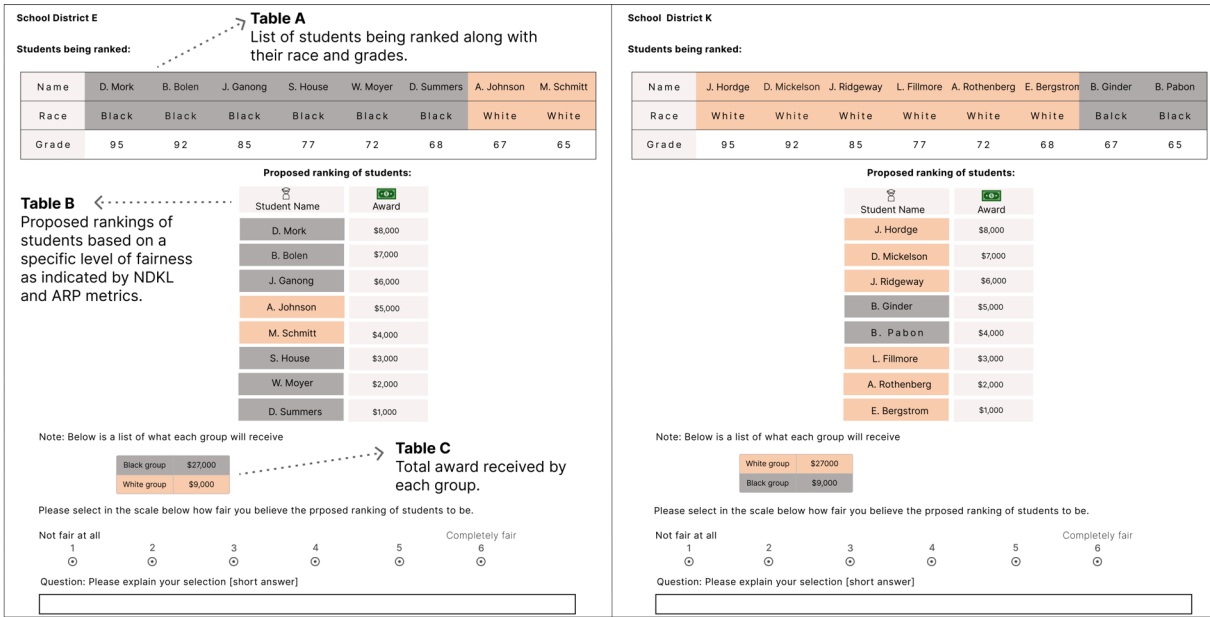 School District E
Table A
List of students being ranked along with
their race and grades.
Students being ranked:
Name D. Mork B. Bolen J. Ganong S. House W. Moyer D. Summers A. Johnson M. Schmitt
Race Black Black Black Black Black Black White White
Grade 95 92 85 77 72 68 67 65
Proposed ranking of students:
Table B
Proposed rankings of
students based on a
specific level of fairness
as indicated by NDKL
and ARP metrics.
Student Name Award
D. Mork $8,000
B. Bolen $7,000
J. Ganong $6,000
A. Johnson $5,000
M. Schmitt $4,000
S. House $3,000
W. Moyer $2,000
D. Summers $1,000
Note: Below is a list of what each group will receive
Black group $27,000
White group $9,000
Table C
Total award received by
each group.
Please select in the scale below how fair you believe the prposed ranking of students to be.
Not fair at all Completely fair
1 2 3 4 5 6
Question: Please explain your selection [short answer]
School District K
Students being ranked:
Name J. Hordge D. Mickelson J. Ridgeway L. Fillmore A. Rothenberg E. Bergstrom B. Ginder B. Pabon
Race White White White White White White Balck Black
Grade 95 92 85 77 72 68 67 65
Proposed ranking of students:
Student Name Award
J. Hordge $8,000
D. Mickelson $7,000
J. Ridgeway $6,000
B. Ginder $5,000
B. Pabon $4,000
L. Fillmore $3,000
A. Rothenberg $2,000
E. Bergstrom $1,000
Note: Below is a list of what each group will receive
White group $27000
Black group $9,000
Please select in the scale below how fair you believe the prposed ranking of students to be.
Not fair at all Completely fair
1 2 3 4 5 6
Question: Please explain your selection [short answer]